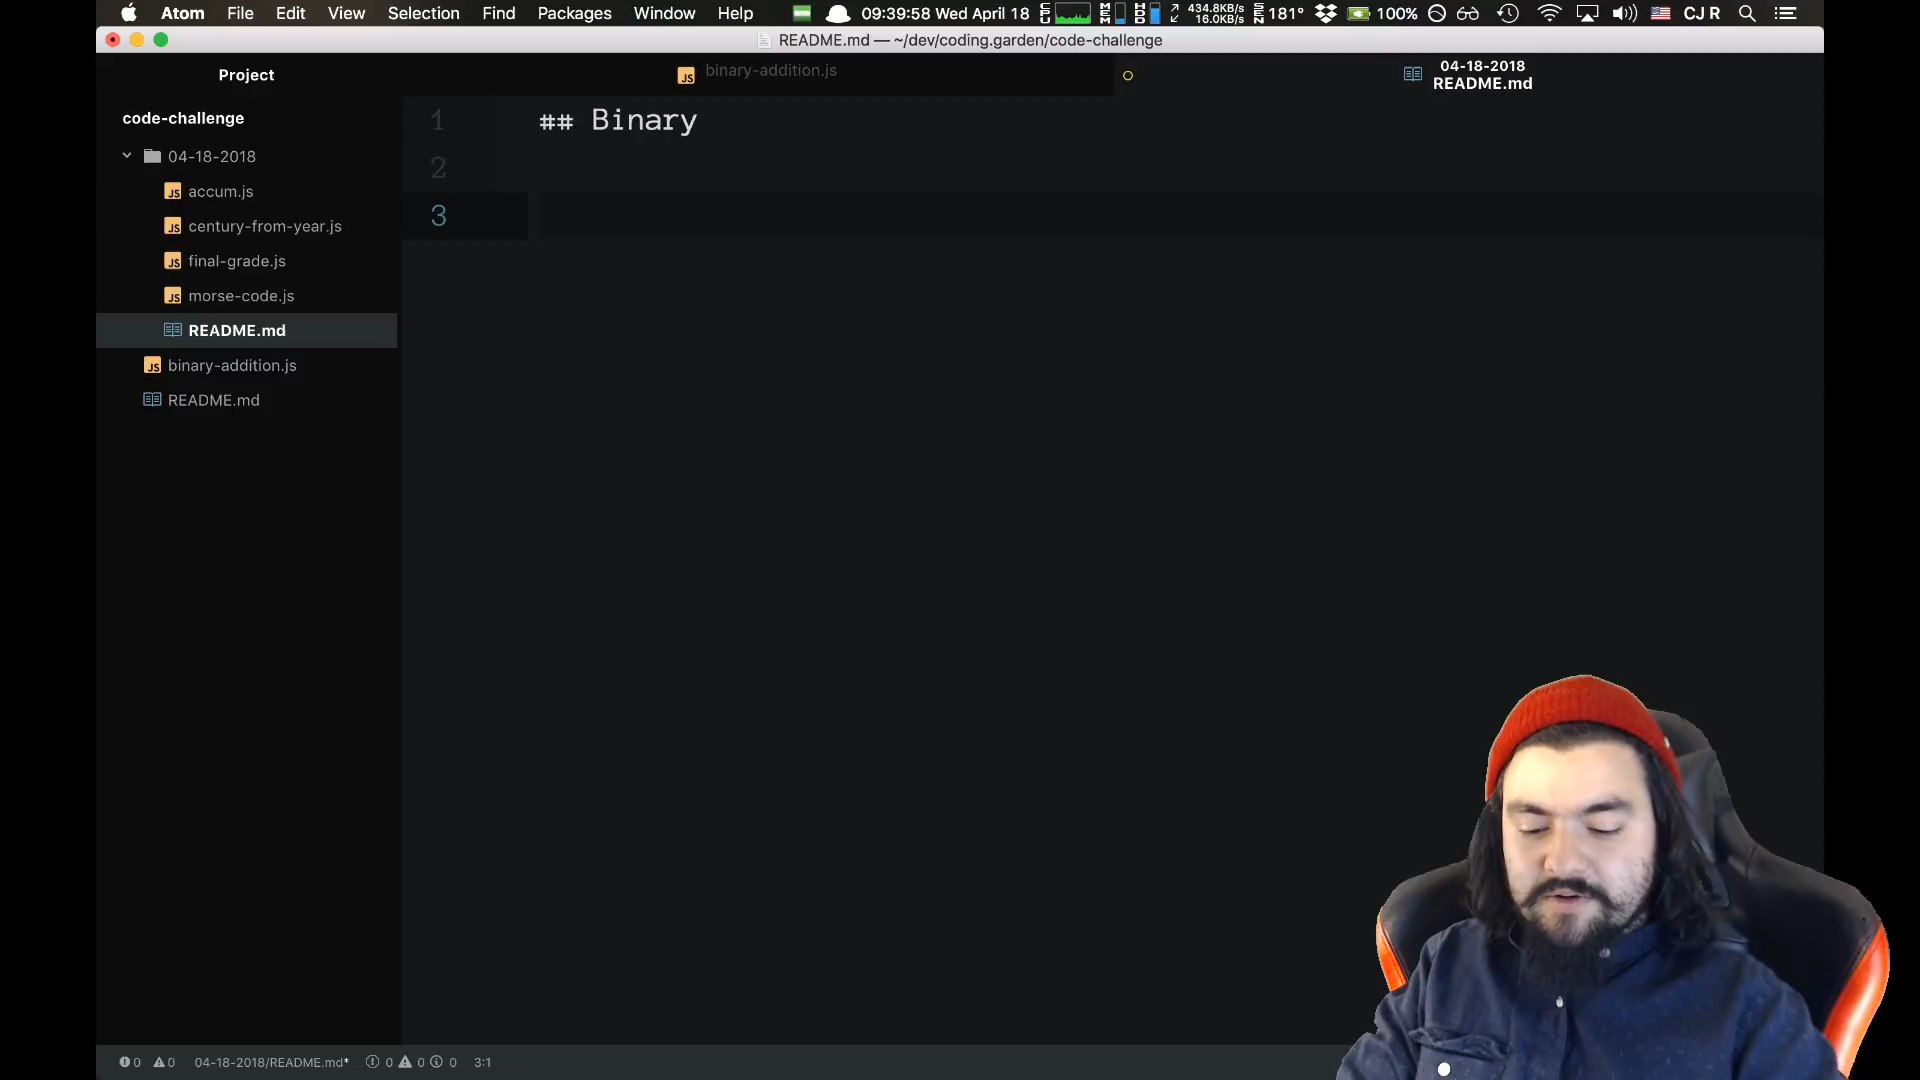 Atom File Edit View Selection Find Packages Window Help 09:39:58 Wed April 18 CPU MEM HDD 434.8KB/s 16.0KB/s SEN 181° 100% CJ R
README.md — ~/dev/coding.garden/code-challenge
Project
binary-addition.js
04-18-2018
README.md
code-challenge
04-18-2018
accum.js
century-from-year.js
final-grade.js
morse-code.js
README.md
binary-addition.js
README.md
1 ## Binary
2
3
0 0 04-18-2018/README.md* 0 0 0 3:1